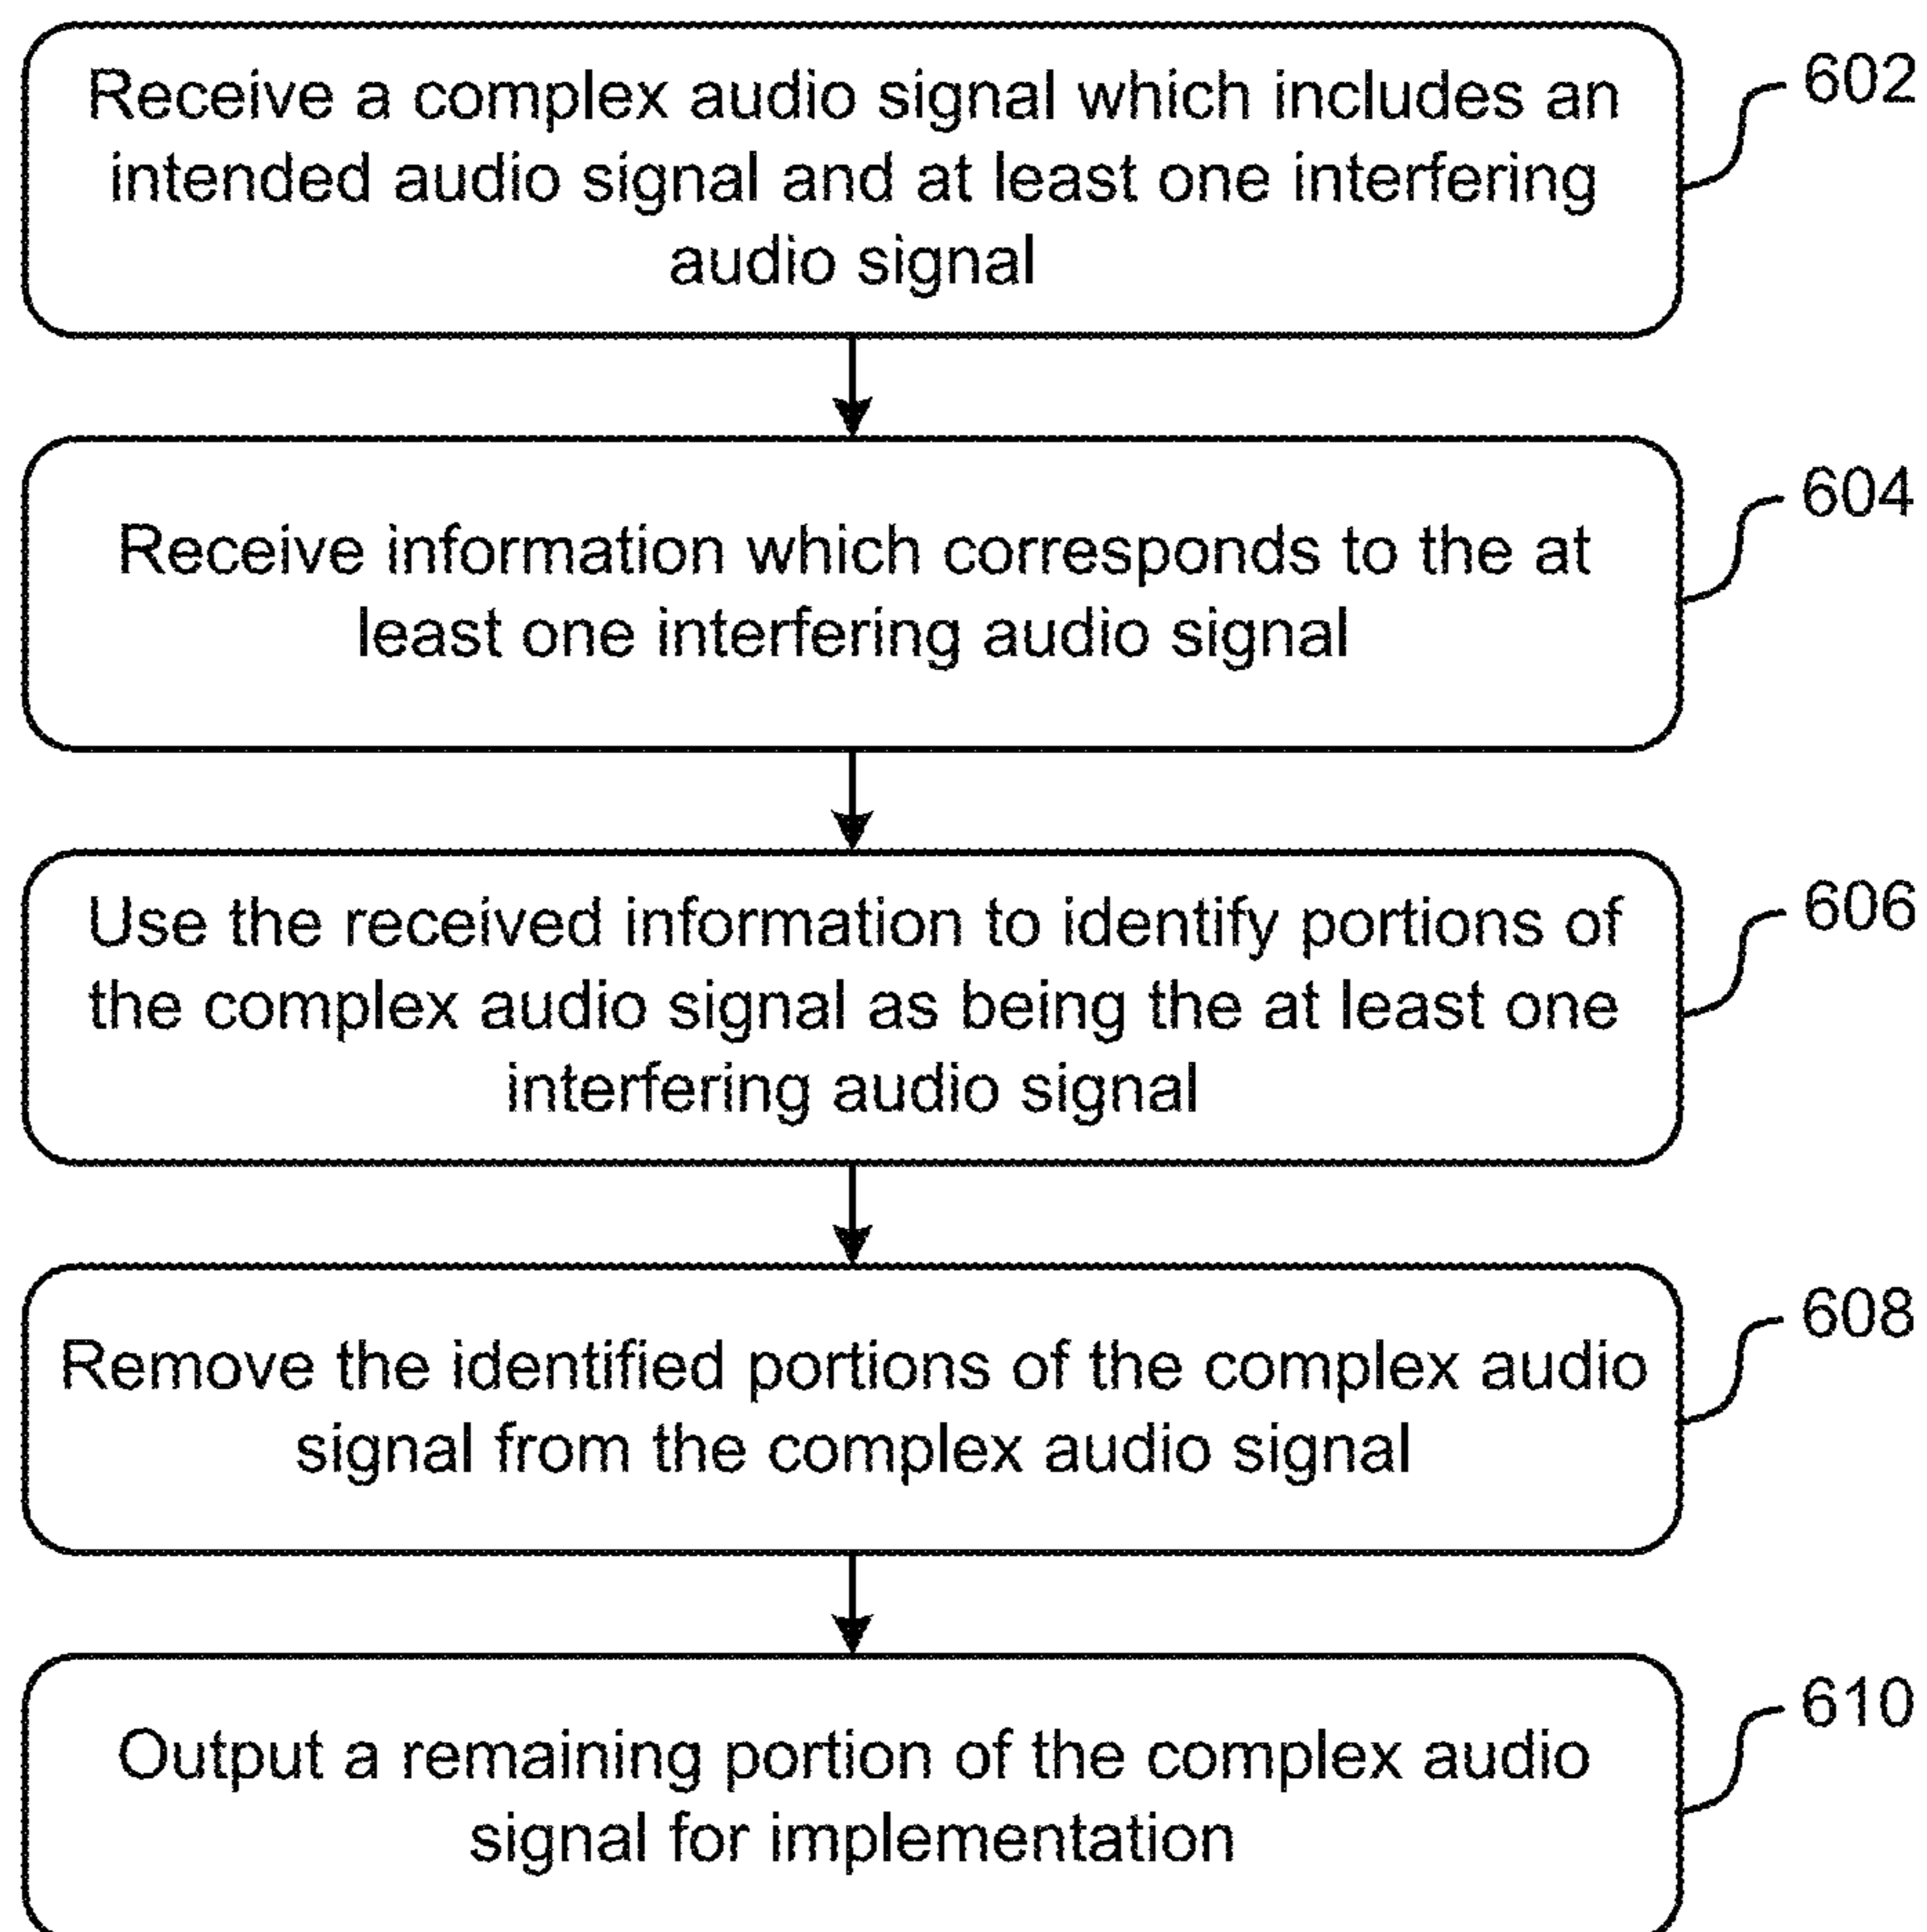 Receive a complex audio signal which includes an
intended audio signal and at least one interfering
audio signal
602
Receive information which corresponds to the at
least one interfering audio signal
604
Use the received information to identify portions of
the complex audio signal as being the at least one
interfering audio signal
606
Remove the identified portions of the complex audio
signal from the complex audio signal
608
Output a remaining portion of the complex audio
signal for implementation
610